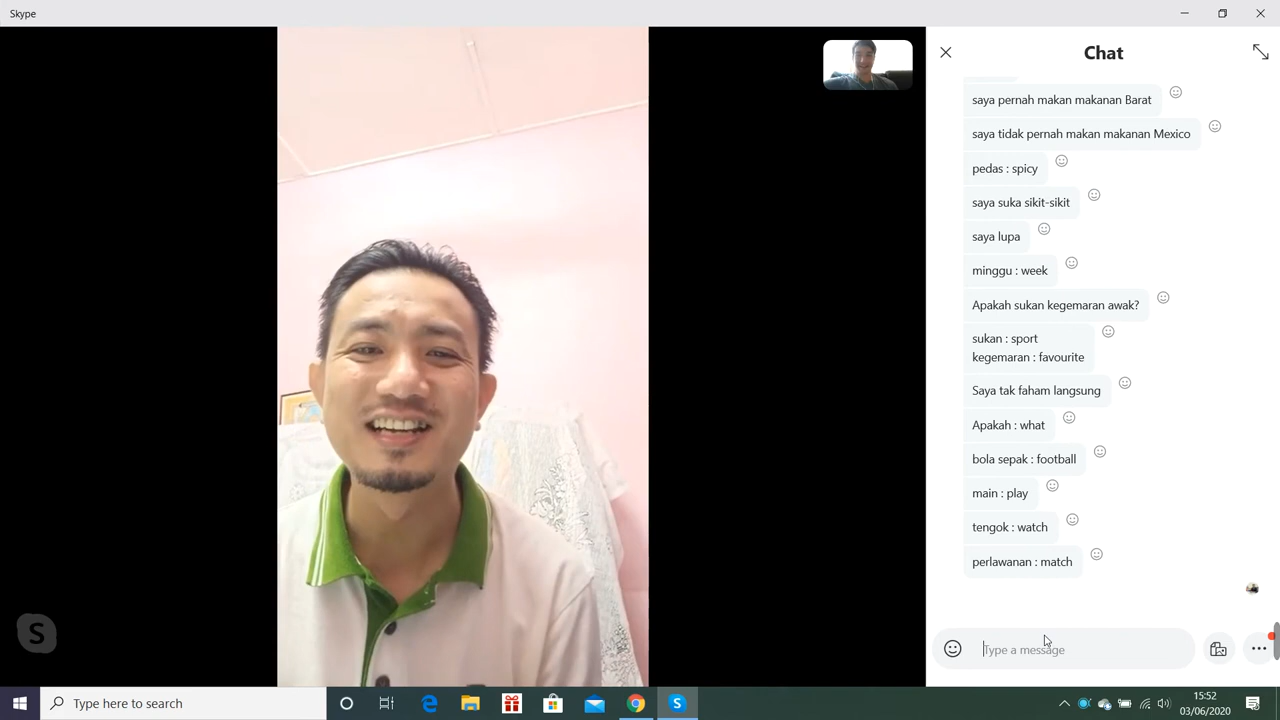 Skype
Chat
saya pernah makan makanan Barat
saya tidak pernah makan makanan Mexico
pedas : spicy
saya suka sikit-sikit
saya lupa
minggu : week
Apakah sukan kegemaran awak?
sukan : sport
kegemaran : favourite
Saya tak faham langsung
Apakah : what
bola sepak : football
main : play
tengok : watch
perlawanan : match
Type a message
Type here to search
15:52
03/06/2020